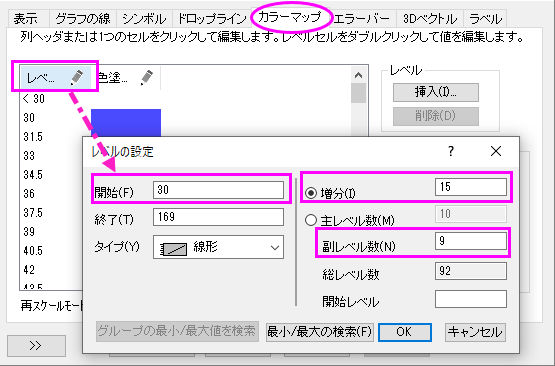 表示 グラフの線 シンボル ドロップライン カラーマップ エラーバー 3Dベクトル ラベル
列ヘッダまたは1つのセルをクリックして編集します。レベルセルをダブルクリックして値を編集します。
レベ... 色塗...
< 30
30
31.5
33
34.5
36
37.5
39
40.5
42
43.5
再スケールモード
レベル
挿入(I)...
削除(D)
レベルの設定 ? ×
開始(F) 30
終了(T) 169
タイプ(Y) 線形
増分(I) 15
主レベル数(M) 10
副レベル数(N) 9
総レベル数 92
開始レベル
グループの最小/最大値を検索 最小/最大の検索(F) OK キャンセル
>>